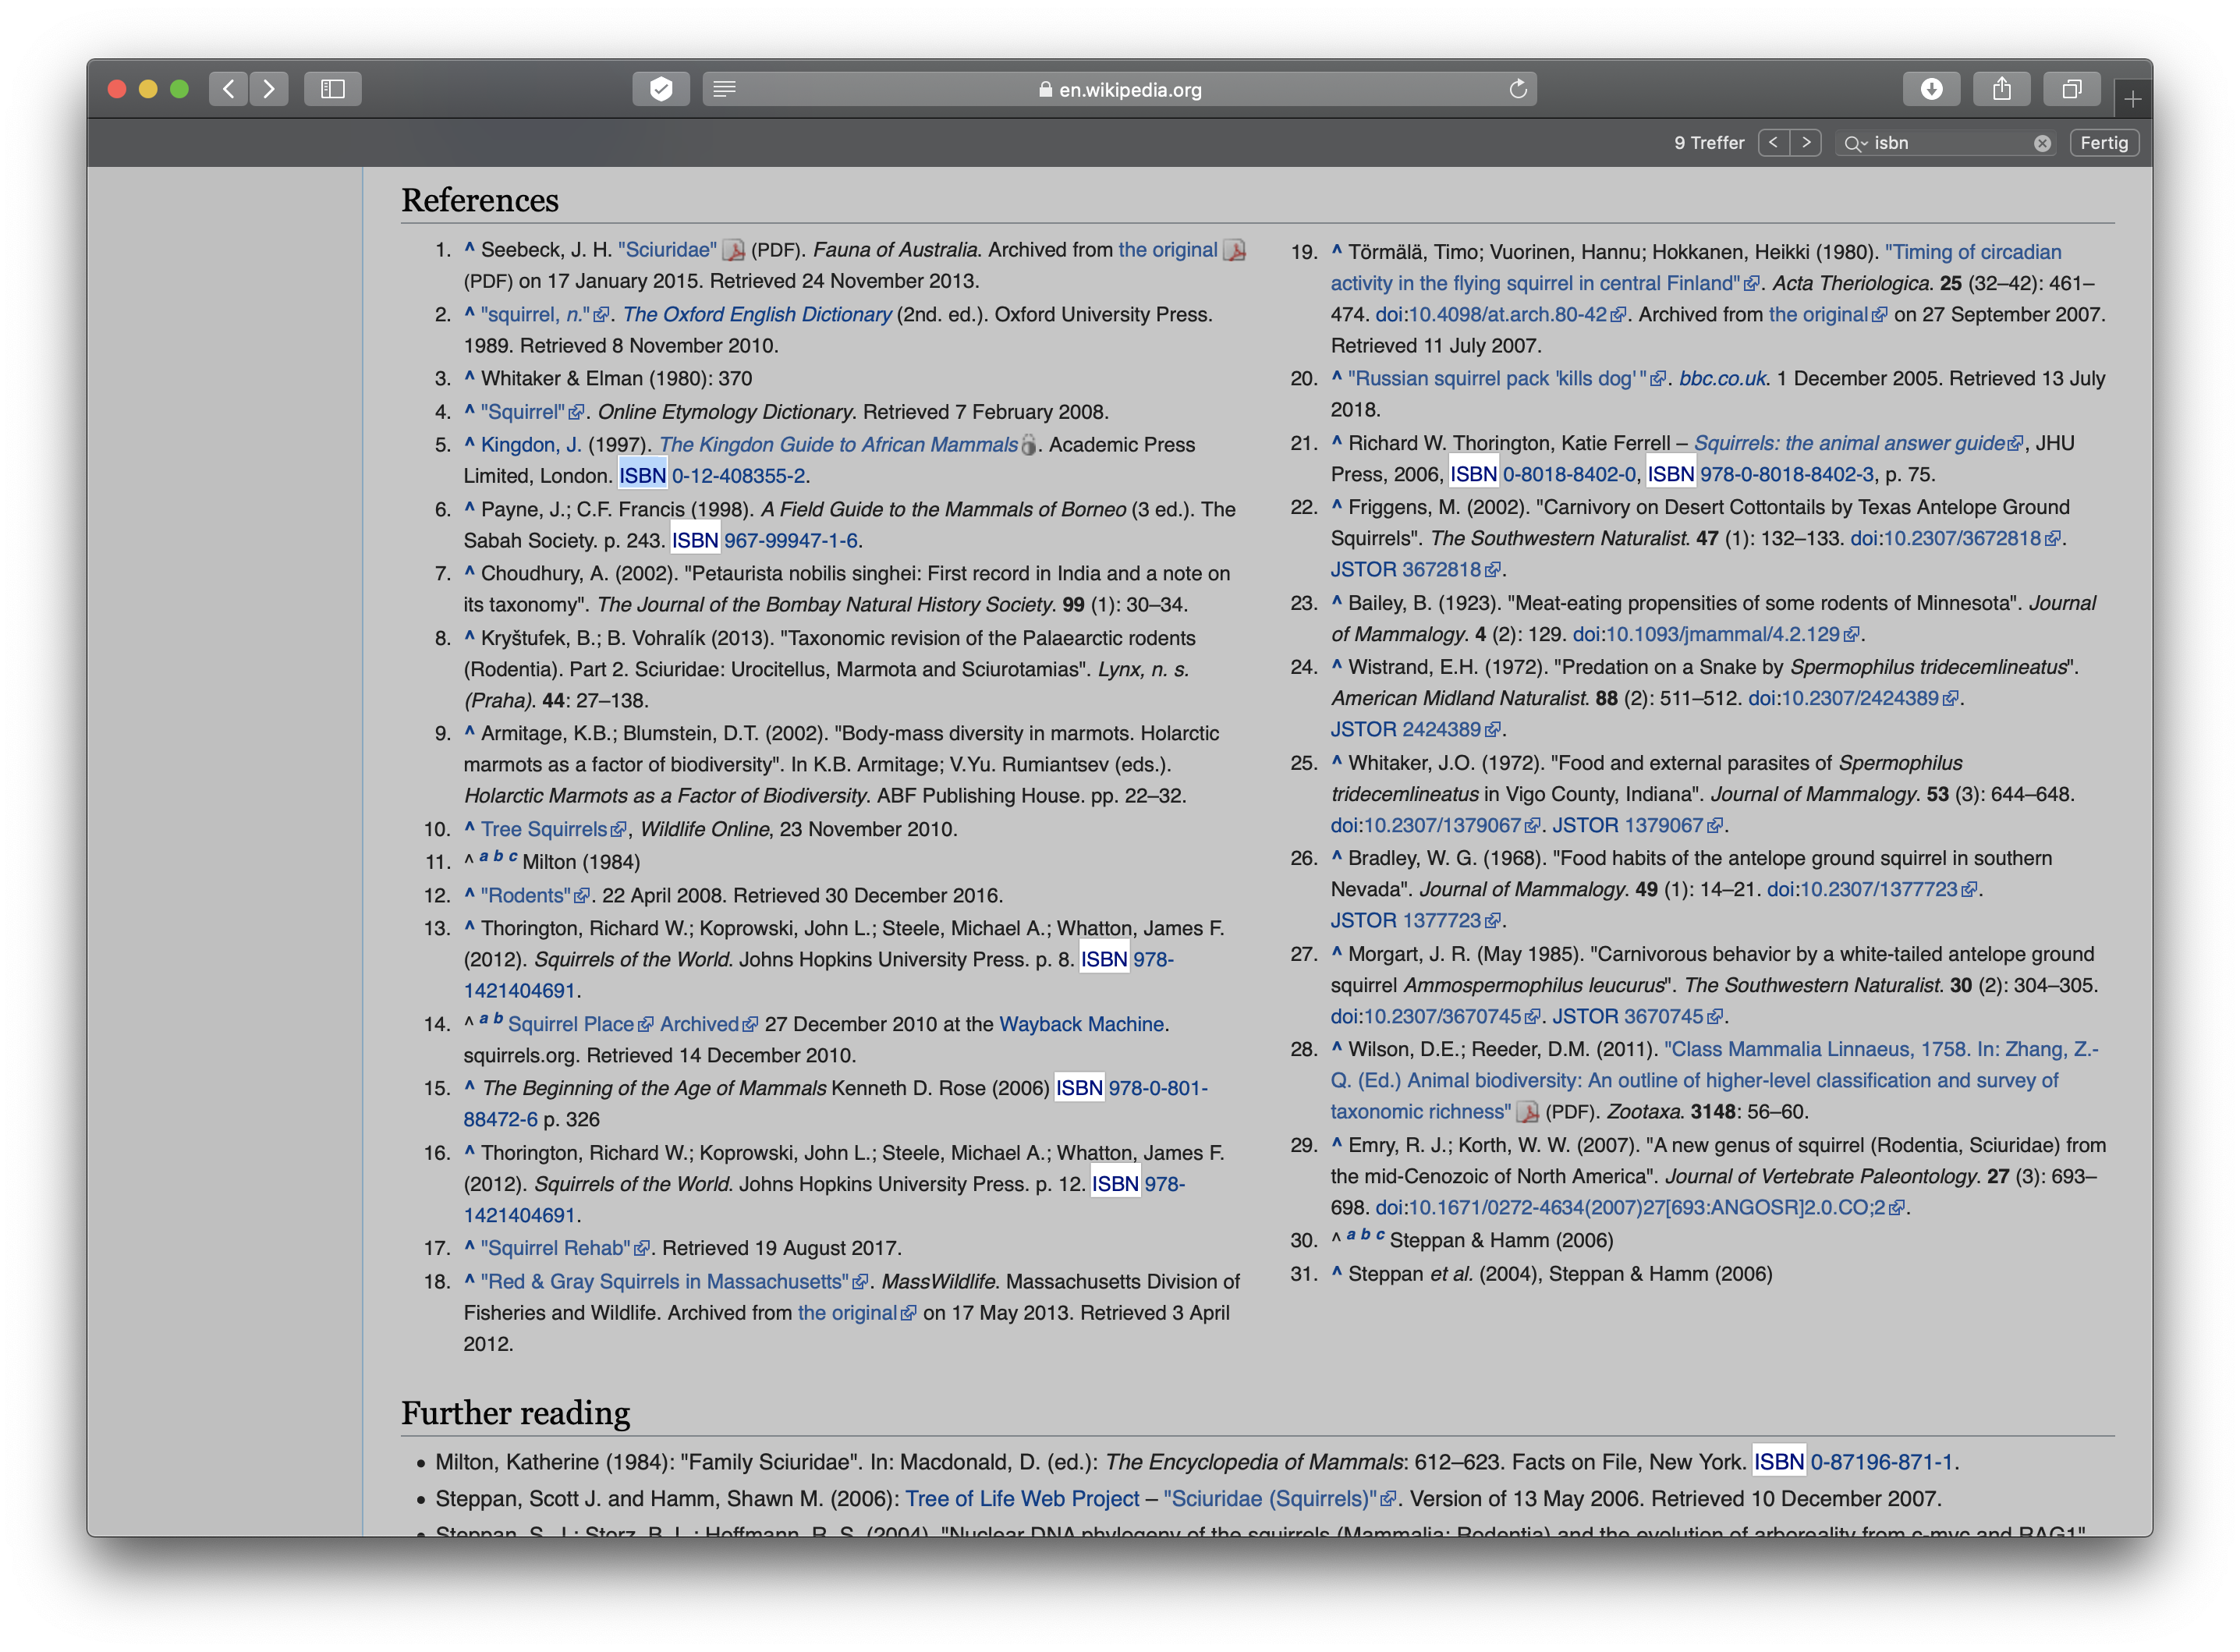 en.wikipedia.org
9 Treffer
isbn
Fertig
References
1. ^ Seebeck, J. H. "Sciuridae" (PDF). Fauna of Australia. Archived from the original
(PDF) on 17 January 2015. Retrieved 24 November 2013.
2. ^ "squirrel, n.". The Oxford English Dictionary (2nd. ed.). Oxford University Press.
1989. Retrieved 8 November 2010.
3. ^ Whitaker & Elman (1980): 370
4. ^ "Squirrel". Online Etymology Dictionary. Retrieved 7 February 2008.
5. ^ Kingdon, J. (1997). The Kingdon Guide to African Mammals. Academic Press
Limited, London. ISBN 0-12-408355-2.
6. ^ Payne, J.; C.F. Francis (1998). A Field Guide to the Mammals of Borneo (3 ed.). The
Sabah Society. p. 243. ISBN 967-99947-1-6.
7. ^ Choudhury, A. (2002). "Petaurista nobilis singhei: First record in India and a note on
its taxonomy". The Journal of the Bombay Natural History Society. 99 (1): 30–34.
8. ^ Kryštufek, B.; B. Vohralík (2013). "Taxonomic revision of the Palaearctic rodents
(Rodentia). Part 2. Sciuridae: Urocitellus, Marmota and Sciurotamias". Lynx, n. s.
(Praha). 44: 27–138.
9. ^ Armitage, K.B.; Blumstein, D.T. (2002). "Body-mass diversity in marmots. Holarctic
marmots as a factor of biodiversity". In K.B. Armitage; V.Yu. Rumiantsev (eds.).
Holarctic Marmots as a Factor of Biodiversity. ABF Publishing House. pp. 22–32.
10. ^ Tree Squirrels, Wildlife Online, 23 November 2010.
11. ^ a b c Milton (1984)
12. ^ "Rodents". 22 April 2008. Retrieved 30 December 2016.
13. ^ Thorington, Richard W.; Koprowski, John L.; Steele, Michael A.; Whatton, James F.
(2012). Squirrels of the World. Johns Hopkins University Press. p. 8. ISBN 978-
1421404691.
14. ^ a b Squirrel Place Archived 27 December 2010 at the Wayback Machine.
squirrels.org. Retrieved 14 December 2010.
15. ^ The Beginning of the Age of Mammals Kenneth D. Rose (2006) ISBN 978-0-801-
88472-6 p. 326
16. ^ Thorington, Richard W.; Koprowski, John L.; Steele, Michael A.; Whatton, James F.
(2012). Squirrels of the World. Johns Hopkins University Press. p. 12. ISBN 978-
1421404691.
17. ^ "Squirrel Rehab". Retrieved 19 August 2017.
18. ^ "Red & Gray Squirrels in Massachusetts". MassWildlife. Massachusetts Division of
Fisheries and Wildlife. Archived from the original on 17 May 2013. Retrieved 3 April
2012.
19. ^ Törmälä, Timo; Vuorinen, Hannu; Hokkanen, Heikki (1980). "Timing of circadian
activity in the flying squirrel in central Finland". Acta Theriologica. 25 (32–42): 461–
474. doi:10.4098/at.arch.80-42. Archived from the original on 27 September 2007.
Retrieved 11 July 2007.
20. ^ "Russian squirrel pack 'kills dog'". bbc.co.uk. 1 December 2005. Retrieved 13 July
2018.
21. ^ Richard W. Thorington, Katie Ferrell – Squirrels: the animal answer guide, JHU
Press, 2006, ISBN 0-8018-8402-0, ISBN 978-0-8018-8402-3, p. 75.
22. ^ Friggens, M. (2002). "Carnivory on Desert Cottontails by Texas Antelope Ground
Squirrels". The Southwestern Naturalist. 47 (1): 132–133. doi:10.2307/3672818.
JSTOR 3672818.
23. ^ Bailey, B. (1923). "Meat-eating propensities of some rodents of Minnesota". Journal
of Mammalogy. 4 (2): 129. doi:10.1093/jmammal/4.2.129.
24. ^ Wistrand, E.H. (1972). "Predation on a Snake by Spermophilus tridecemlineatus".
American Midland Naturalist. 88 (2): 511–512. doi:10.2307/2424389.
JSTOR 2424389.
25. ^ Whitaker, J.O. (1972). "Food and external parasites of Spermophilus
tridecemlineatus in Vigo County, Indiana". Journal of Mammalogy. 53 (3): 644–648.
doi:10.2307/1379067. JSTOR 1379067.
26. ^ Bradley, W. G. (1968). "Food habits of the antelope ground squirrel in southern
Nevada". Journal of Mammalogy. 49 (1): 14–21. doi:10.2307/1377723.
JSTOR 1377723.
27. ^ Morgart, J. R. (May 1985). "Carnivorous behavior by a white-tailed antelope ground
squirrel Ammospermophilus leucurus". The Southwestern Naturalist. 30 (2): 304–305.
doi:10.2307/3670745. JSTOR 3670745.
28. ^ Wilson, D.E.; Reeder, D.M. (2011). "Class Mammalia Linnaeus, 1758. In: Zhang, Z.-
Q. (Ed.) Animal biodiversity: An outline of higher-level classification and survey of
taxonomic richness" (PDF). Zootaxa. 3148: 56–60.
29. ^ Emry, R. J.; Korth, W. W. (2007). "A new genus of squirrel (Rodentia, Sciuridae) from
the mid-Cenozoic of North America". Journal of Vertebrate Paleontology. 27 (3): 693–
698. doi:10.1671/0272-4634(2007)27[693:ANGOSR]2.0.CO;2.
30. ^ a b c Steppan & Hamm (2006)
31. ^ Steppan et al. (2004), Steppan & Hamm (2006)
Further reading
• Milton, Katherine (1984): "Family Sciuridae". In: Macdonald, D. (ed.): The Encyclopedia of Mammals: 612–623. Facts on File, New York. ISBN 0-87196-871-1.
• Steppan, Scott J. and Hamm, Shawn M. (2006): Tree of Life Web Project – "Sciuridae (Squirrels)". Version of 13 May 2006. Retrieved 10 December 2007.
• Steppan, S. J.; Storz, B. L.; Hoffmann, R. S. (2004). "Nuclear DNA phylogeny of the squirrels (Mammalia: Rodentia) and the evolution of arboreality from c-myc and RAG1"